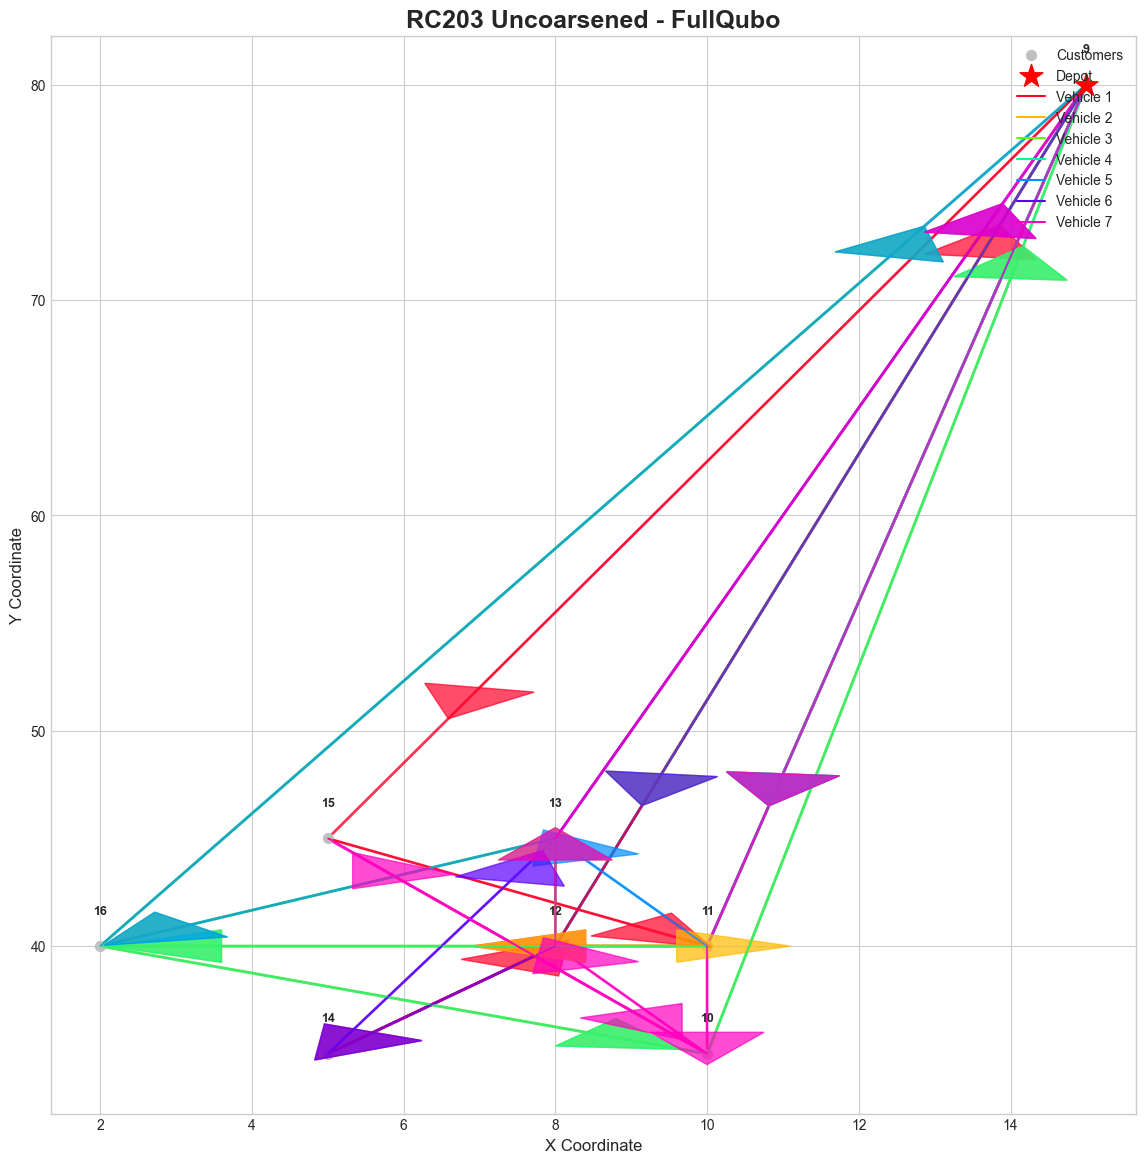 RC203 Uncoarsened - FullQubo
9
Customers
Depot
Vehicle 1
Vehicle 2
Vehicle 3
Vehicle 4
Vehicle 5
Vehicle 6
Vehicle 7
80
70
60
50
40
Y Coordinate
15
13
16
12
11
14
10
2
4
6
8
10
12
14
X Coordinate